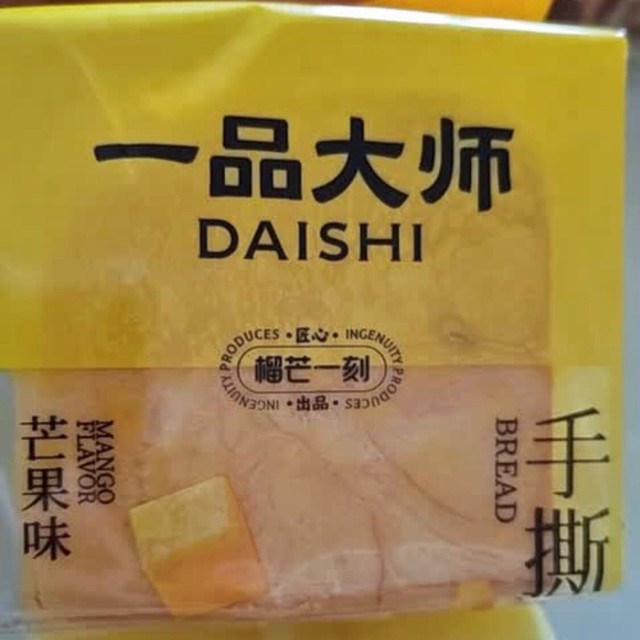 一品大师
DAISHI
INGENUITY PRODUCES • 匠心 • INGENUITY PRODUCES
榴芒一刻
• 出品 •
芒果味
MANGO
FLAVOR
BREAD
手撕